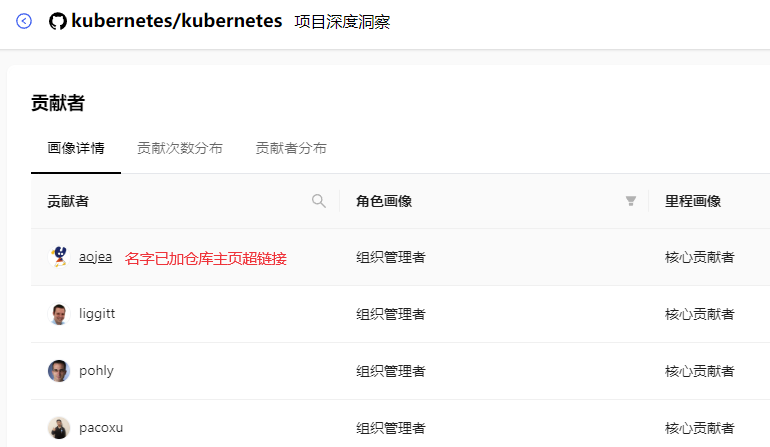 kubernetes/kubernetes 项目深度洞察
贡献者
画像详情 贡献次数分布 贡献者分布
贡献者 角色画像 里程画像
aojea 名字已加仓库主页超链接 组织管理者 核心贡献者
liggitt 组织管理者 核心贡献者
pohly 组织管理者 核心贡献者
pacoxu 组织管理者 核心贡献者